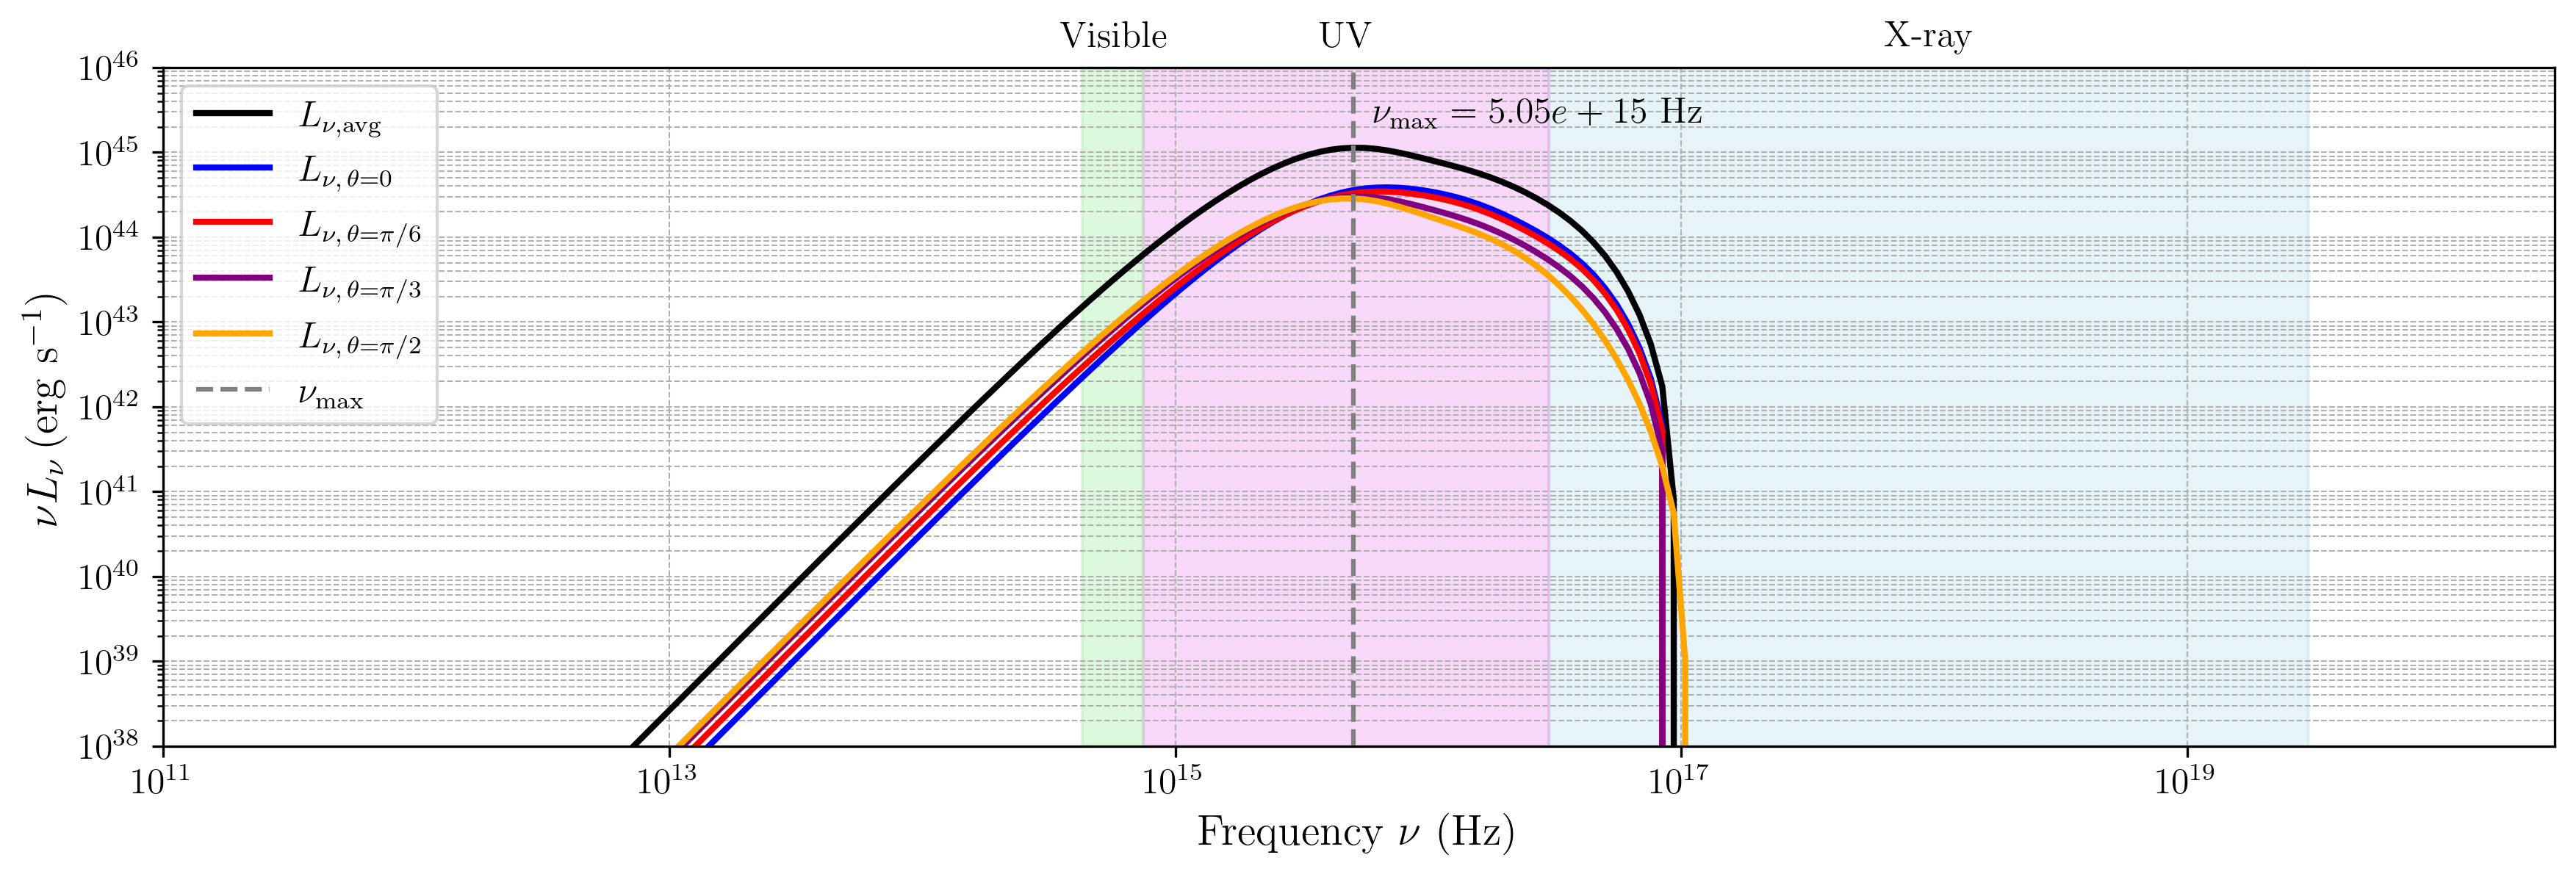 Visible UV X-ray
10^46
10^45
10^44
10^43
10^42
10^41
10^40
10^39
10^38
νL_ν (erg s^−1)
L_ν,avg
L_ν, θ=0
L_ν, θ=π/6
L_ν, θ=π/3
L_ν, θ=π/2
ν_max
ν_max = 5.05e + 15 Hz
10^11 10^13 10^15 10^17 10^19
Frequency ν (Hz)